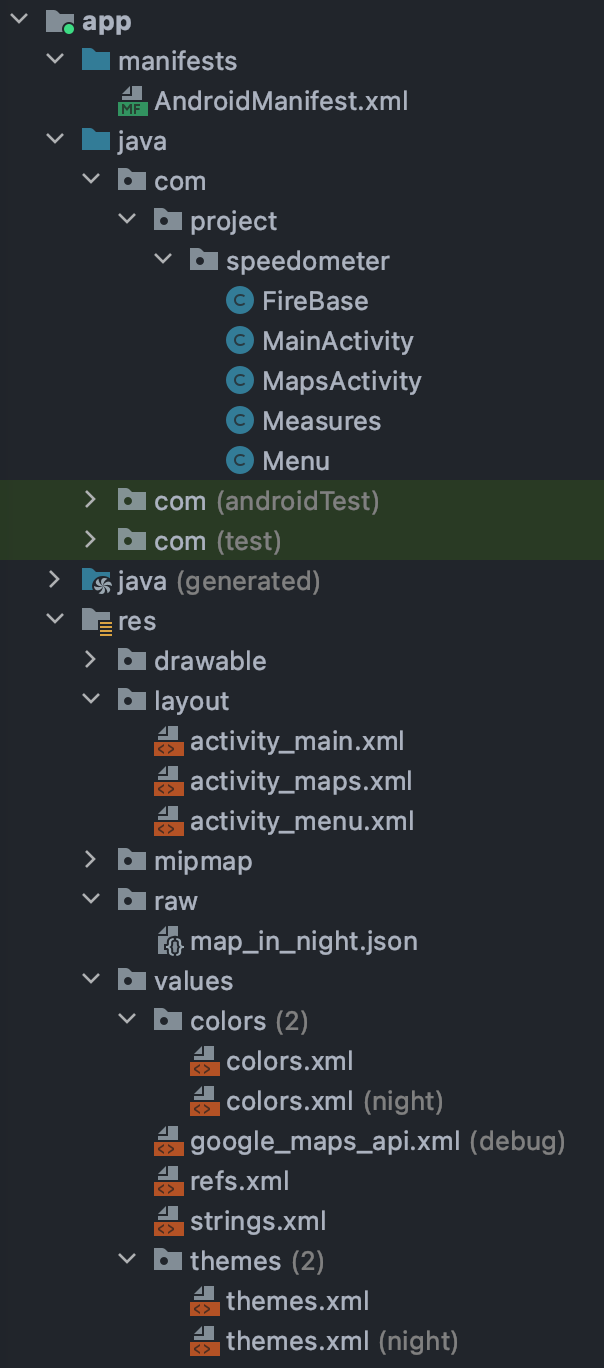 app
manifests
MF AndroidManifest.xml
java
com
project
speedometer
C FireBase
C MainActivity
C MapsActivity
C Measures
C Menu
com (androidTest)
com (test)
java (generated)
res
drawable
layout
<> activity_main.xml
<> activity_maps.xml
<> activity_menu.xml
mipmap
raw
{} map_in_night.json
values
colors (2)
<> colors.xml
<> colors.xml (night)
<> google_maps_api.xml (debug)
<> refs.xml
<> strings.xml
themes (2)
<> themes.xml
<> themes.xml (night)